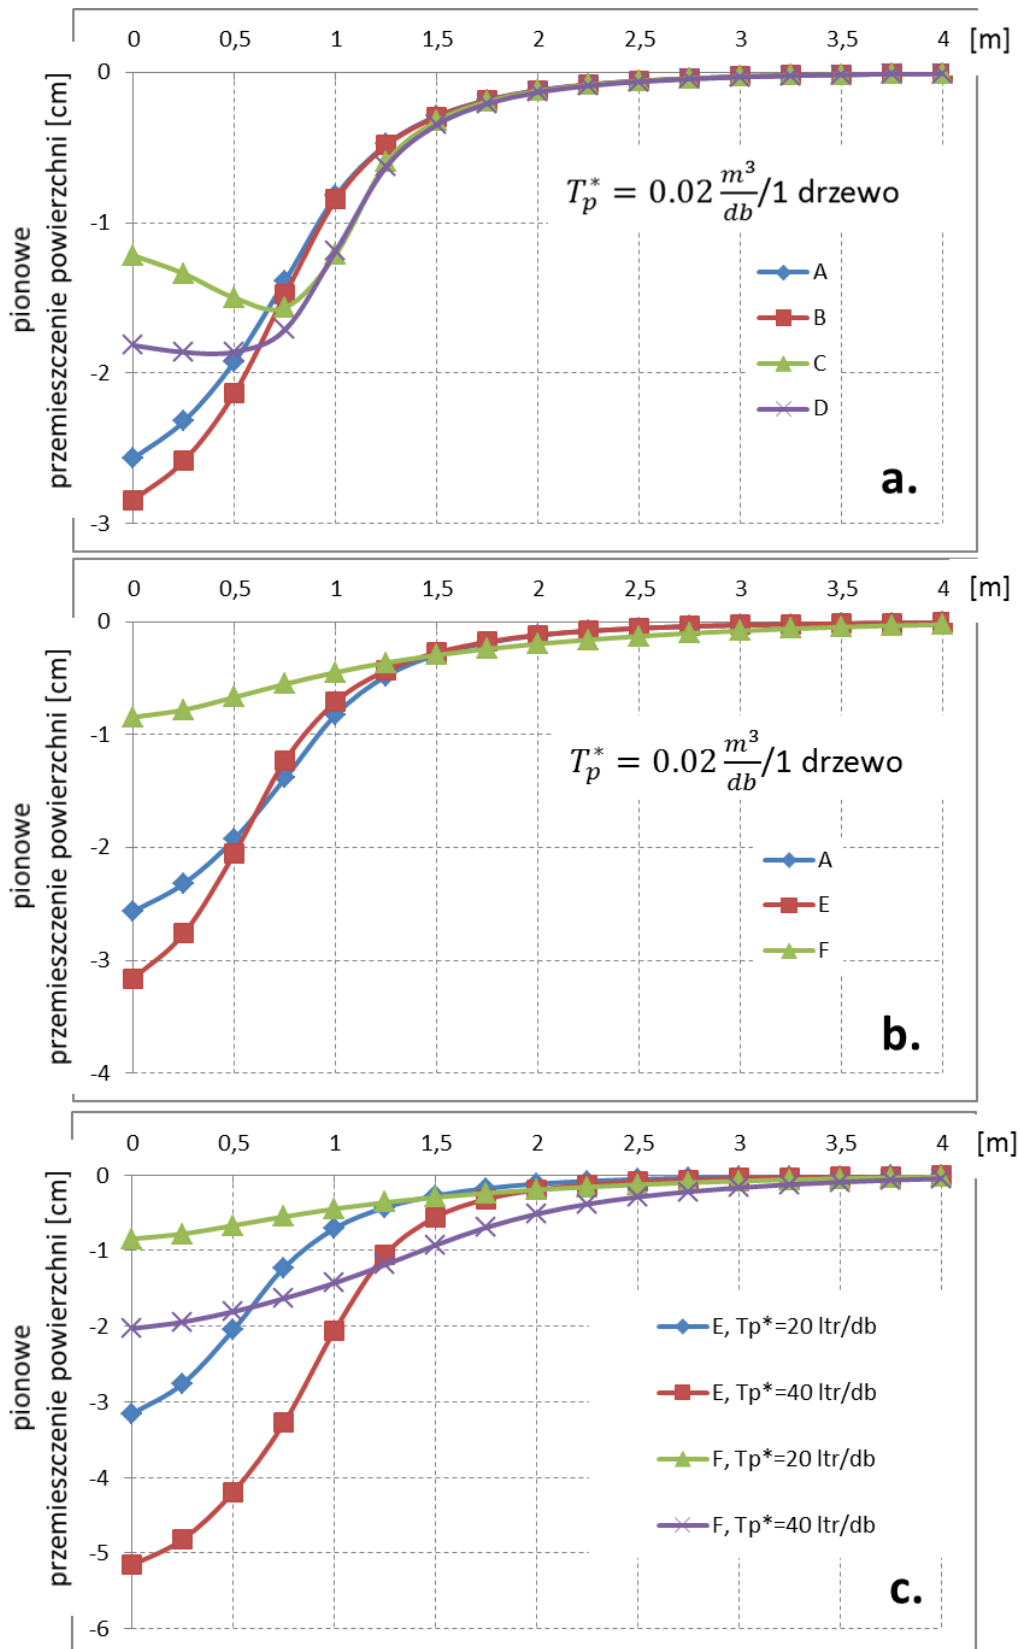 0 0,5 1 1,5 2 2,5 3 3,5 4 [m]
0
-1
-2
-3
pionowe
przemieszczenie powierzchni [cm]
T_p^* = 0.02 m³/db /1 drzewo
A
B
C
D
a.
0 0,5 1 1,5 2 2,5 3 3,5 4 [m]
0
-1
-2
-3
-4
pionowe
przemieszczenie powierzchni [cm]
T_p^* = 0.02 m³/db /1 drzewo
A
E
F
b.
0 0,5 1 1,5 2 2,5 3 3,5 4 [m]
0
-1
-2
-3
-4
-5
-6
pionowe
przemieszczenie powierzchni [cm]
E, Tp*=20 ltr/db
E, Tp*=40 ltr/db
F, Tp*=20 ltr/db
F, Tp*=40 ltr/db
c.